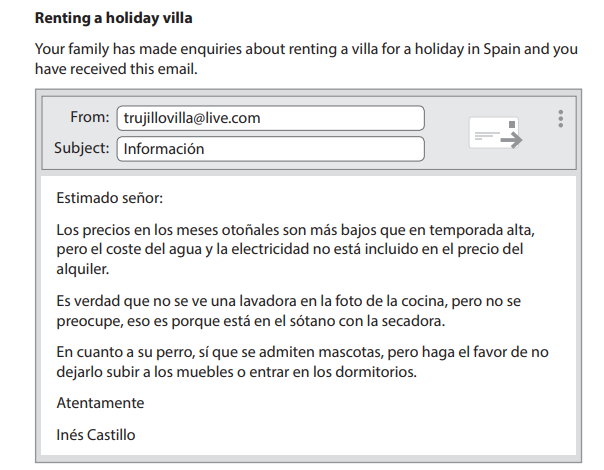 Renting a holiday villa
Your family has made enquiries about renting a villa for a holiday in Spain and you
have received this email.
From: trujillovilla@live.com
Subject: Información
Estimado señor:
Los precios en los meses otoñales son más bajos que en temporada alta,
pero el coste del agua y la electricidad no está incluido en el precio del
alquiler.
Es verdad que no se ve una lavadora en la foto de la cocina, pero no se
preocupe, eso es porque está en el sótano con la secadora.
En cuanto a su perro, sí que se admiten mascotas, pero haga el favor de no
dejarlo subir a los muebles o entrar en los dormitorios.
Atentamente
Inés Castillo